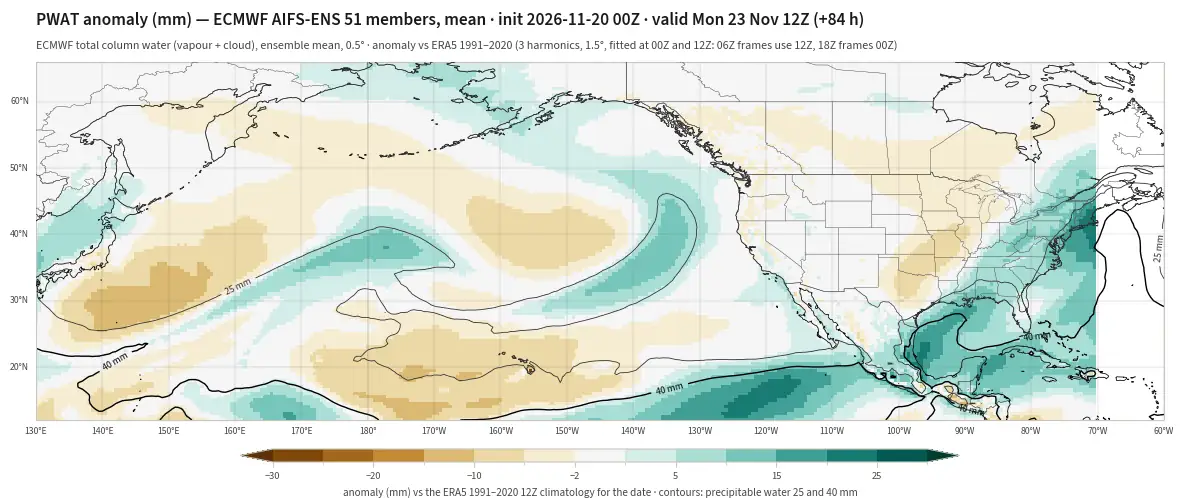 PWAT anomaly (mm) — ECMWF AIFS-ENS 51 members, mean · init 2026-11-20 00Z · valid Mon 23 Nov 12Z (+84 h)
ECMWF total column water (vapour + cloud), ensemble mean, 0.5° · anomaly vs ERA5 1991–2020 (3 harmonics, 1.5°, fitted at 00Z and 12Z: 06Z frames use 12Z, 18Z frames 00Z)
60°N
50°N
40°N
30°N
20°N
25 mm
40 mm
40 mm
40 mm
40 mm
25 mm
130°E 140°E 150°E 160°E 170°E 180° 170°W 160°W 150°W 140°W 130°W 120°W 110°W 100°W 90°W 80°W 70°W 60°W
−30 −20 −10 −2 5 15 25
anomaly (mm) vs the ERA5 1991–2020 12Z climatology for the date · contours: precipitable water 25 and 40 mm